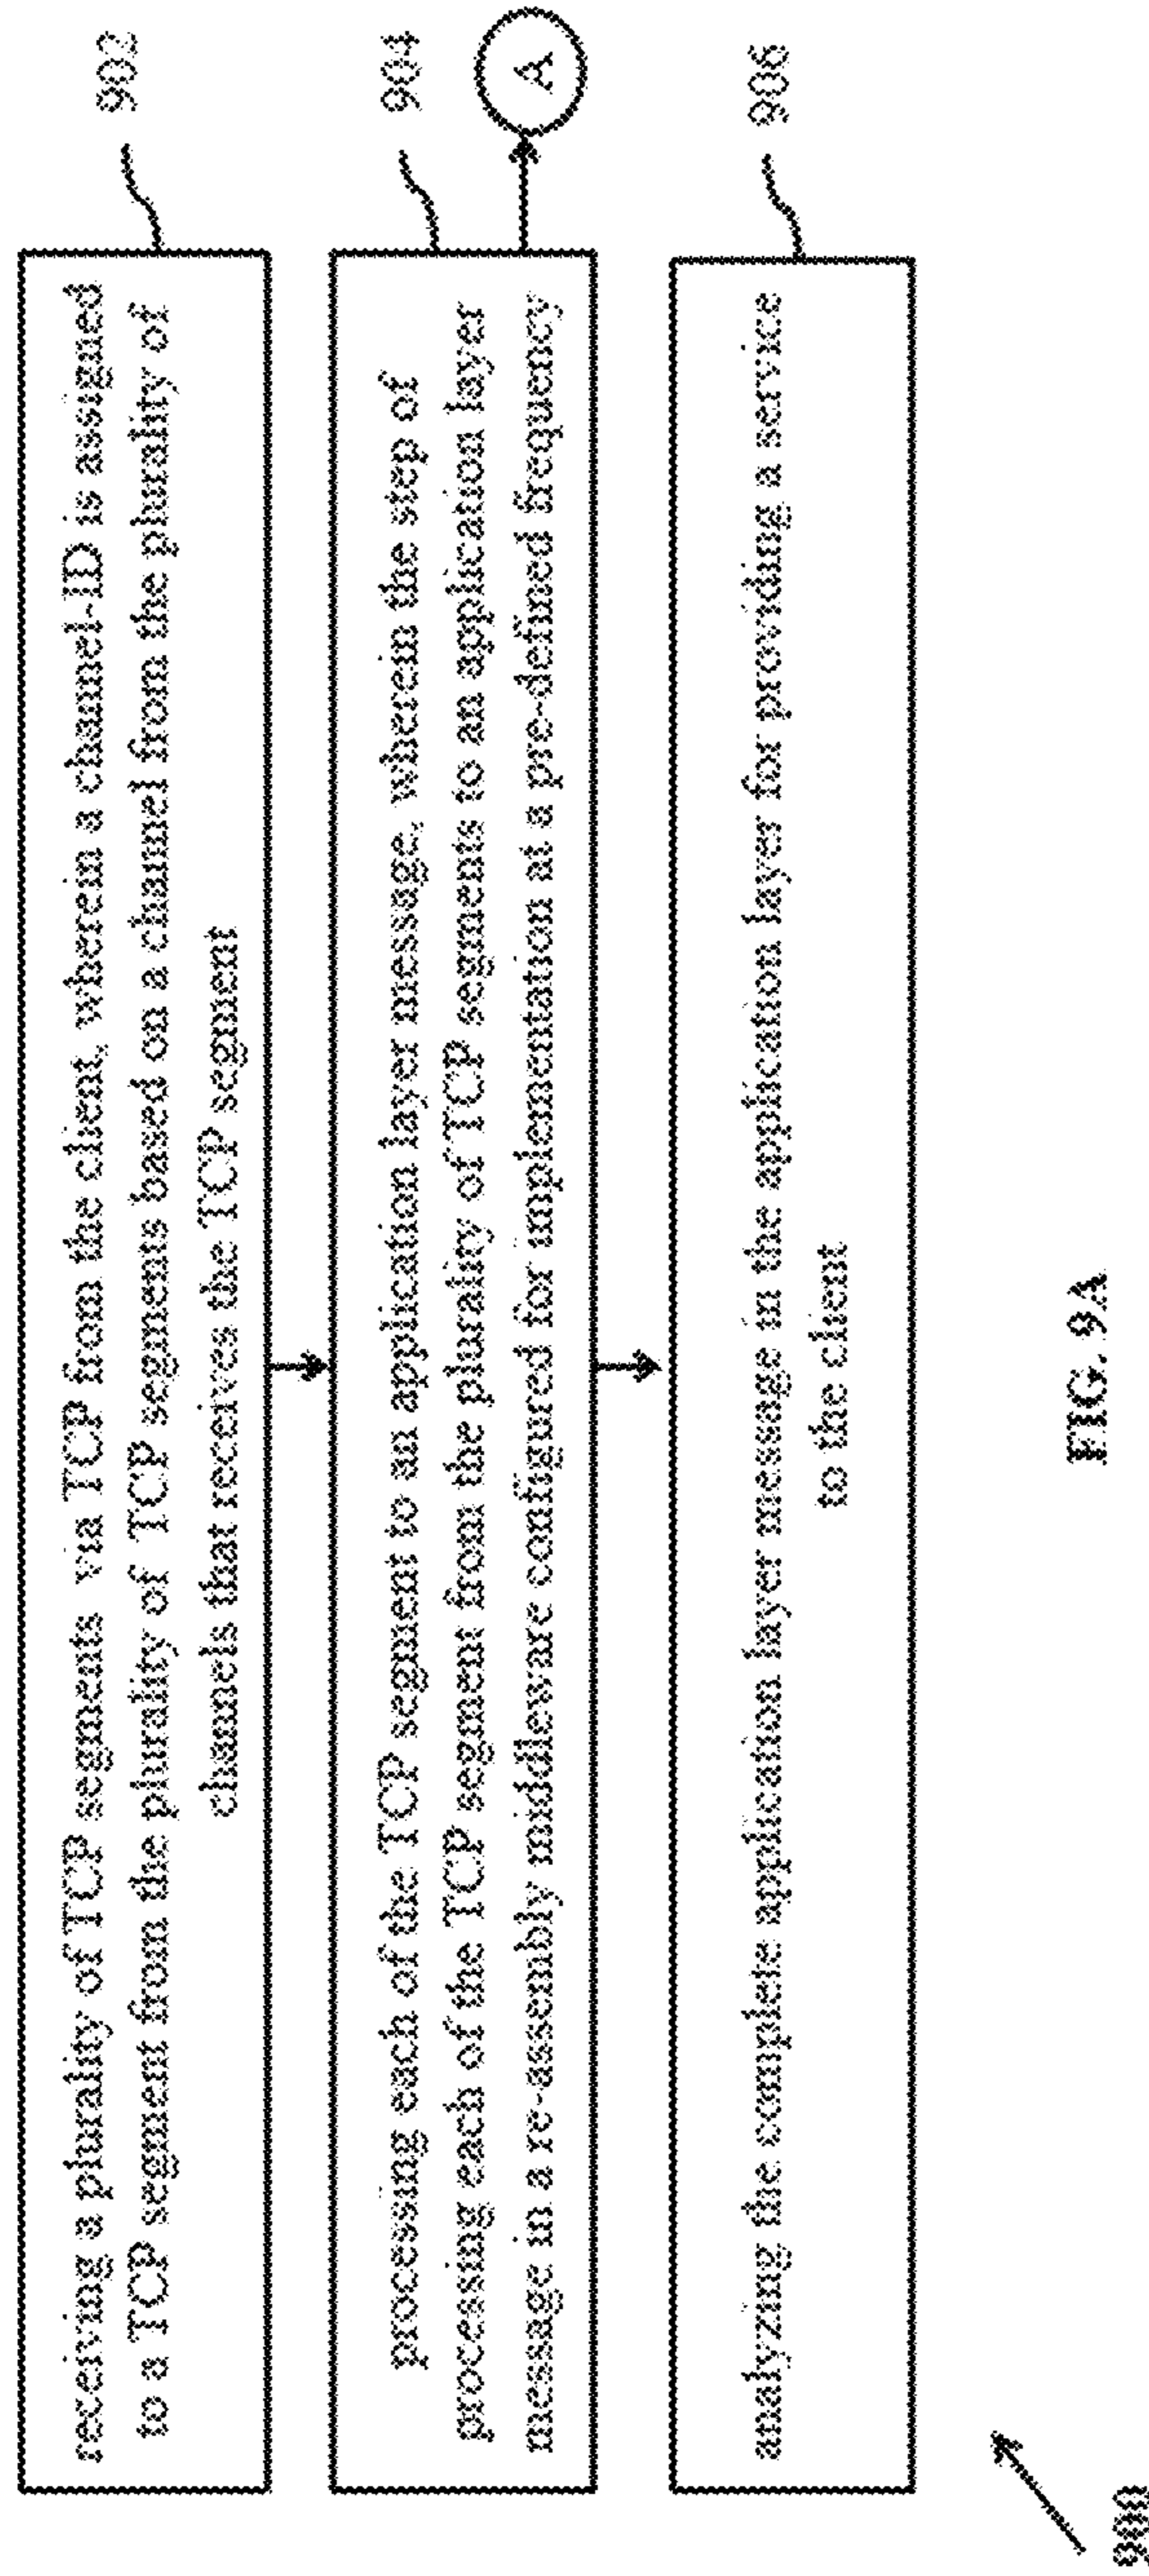 receiving a plurality of TCP segments via TCP from the client, wherein a channel-ID is assigned
to a TCP segment from the plurality of TCP segments based on a channel from the plurality of
channels that receives the TCP segment
902
processing each of the TCP segment to an application layer message, wherein the step of
processing each of the TCP segment from the plurality of TCP segments to an application layer
message in a re-assembly middleware configured for implementation at a pre-defined frequency
904
A
analyzing the complete application layer message in the application layer for providing a service
to the client
906
900
FIG. 9A